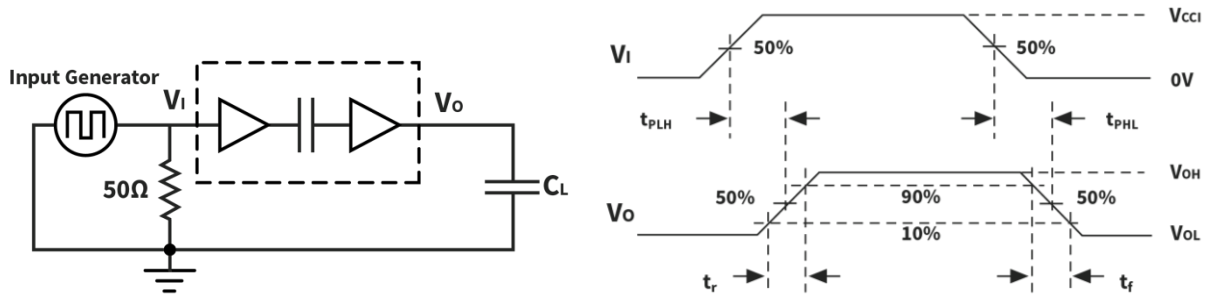 Input Generator
VI
VO
50Ω
CL
VI
50%
50%
VCCI
0V
tPLH
tPHL
VO
50%
90%
50%
10%
VOH
VOL
tr
tf